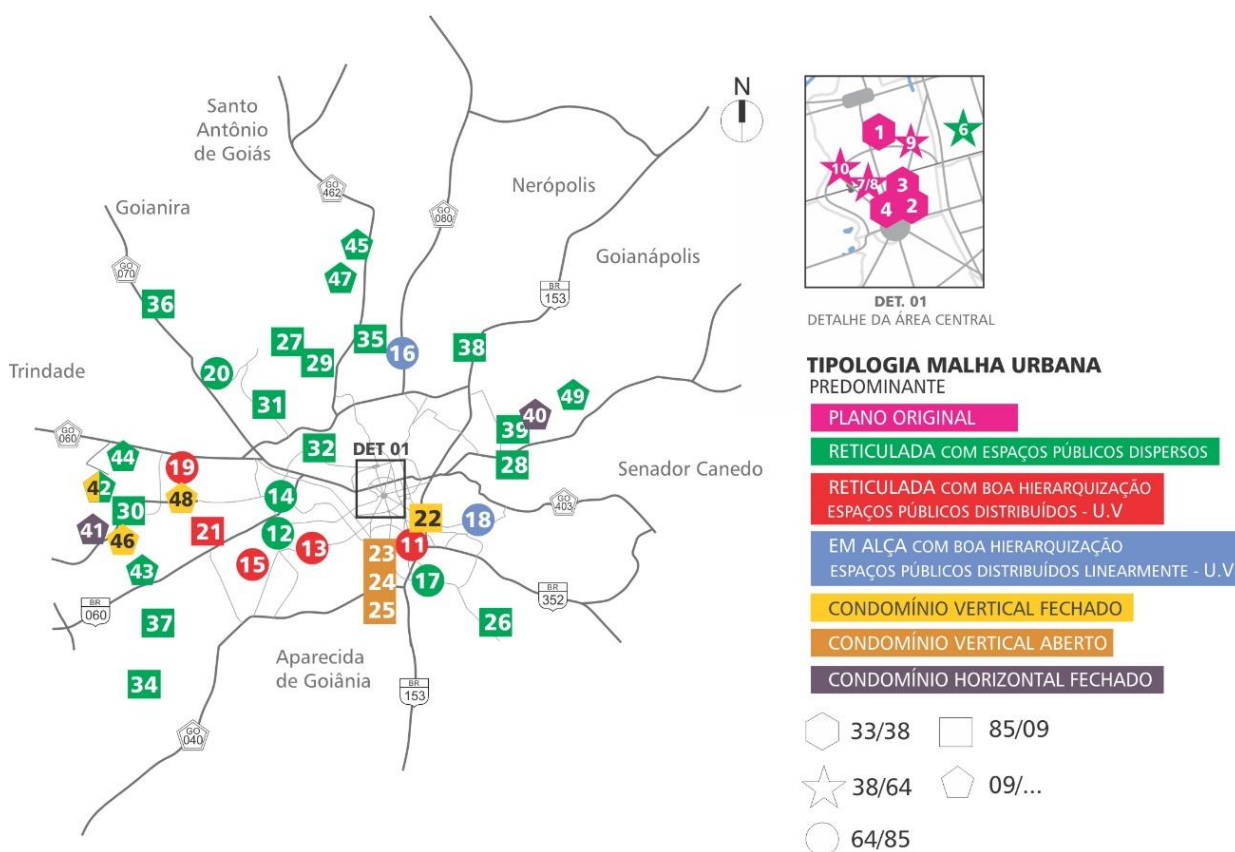 Santo
Antônio
de Goiás
N
Nerópolis
Goianira
Goianápolis
Trindade
Senador Canedo
Aparecida
de Goiânia
GO
462
GO
080
GO
070
BR
153
GO
060
GO
403
BR
060
BR
352
BR
153
GO
040
45
47
36
27
29
35
16
38
20
31
49
40
39
28
32
DET 01
44
19
42
48
14
30
41
46
21
12
13
15
43
22
18
11
23
24
25
17
26
37
34
1
9
6
10
7/8
3
4
2
DET. 01
DETALHE DA ÁREA CENTRAL
TIPOLOGIA MALHA URBANA
PREDOMINANTE
PLANO ORIGINAL
RETICULADA COM ESPAÇOS PÚBLICOS DISPERSOS
RETICULADA COM BOA HIERARQUIZAÇÃO
ESPAÇOS PÚBLICOS DISTRIBUÍDOS - U.V
EM ALÇA COM BOA HIERARQUIZAÇÃO
ESPAÇOS PÚBLICOS DISTRIBUÍDOS LINEARMENTE - U.V
CONDOMÍNIO VERTICAL FECHADO
CONDOMÍNIO VERTICAL ABERTO
CONDOMÍNIO HORIZONTAL FECHADO
33/38
85/09
38/64
09/...
64/85